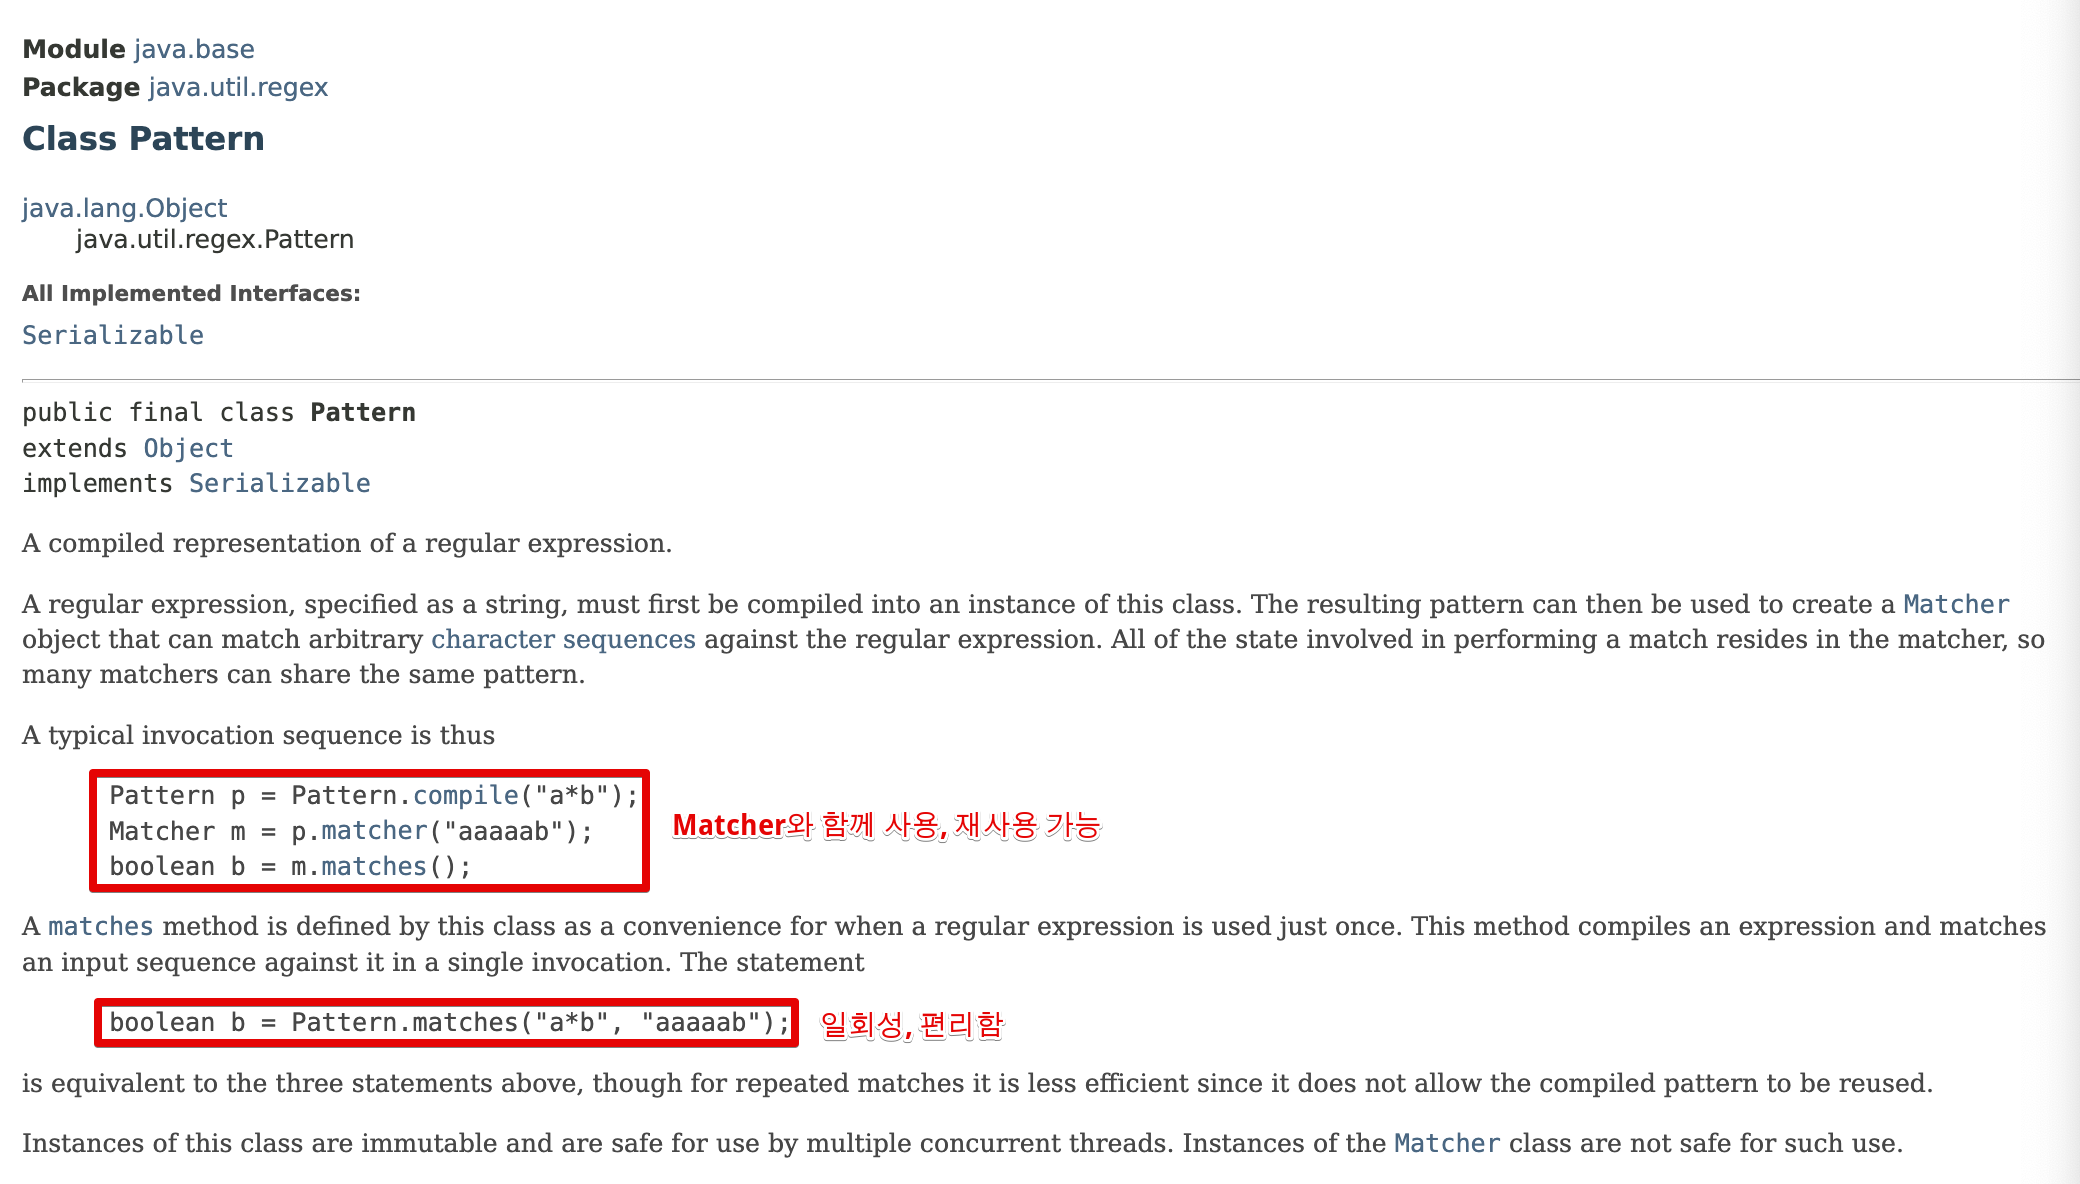 Module java.base
Package java.util.regex
Class Pattern
java.lang.Object
java.util.regex.Pattern
All Implemented Interfaces:
Serializable
public final class Pattern
extends Object
implements Serializable
A compiled representation of a regular expression.
A regular expression, specified as a string, must first be compiled into an instance of this class. The resulting pattern can then be used to create a Matcher
object that can match arbitrary character sequences against the regular expression. All of the state involved in performing a match resides in the matcher, so
many matchers can share the same pattern.
A typical invocation sequence is thus
Pattern p = Pattern.compile("a*b");
Matcher m = p.matcher("aaaaab");
boolean b = m.matches();
Matcher와 함께 사용, 재사용 가능
A matches method is defined by this class as a convenience for when a regular expression is used just once. This method compiles an expression and matches
an input sequence against it in a single invocation. The statement
boolean b = Pattern.matches("a*b", "aaaaab");
일회성, 편리함
is equivalent to the three statements above, though for repeated matches it is less efficient since it does not allow the compiled pattern to be reused.
Instances of this class are immutable and are safe for use by multiple concurrent threads. Instances of the Matcher class are not safe for such use.